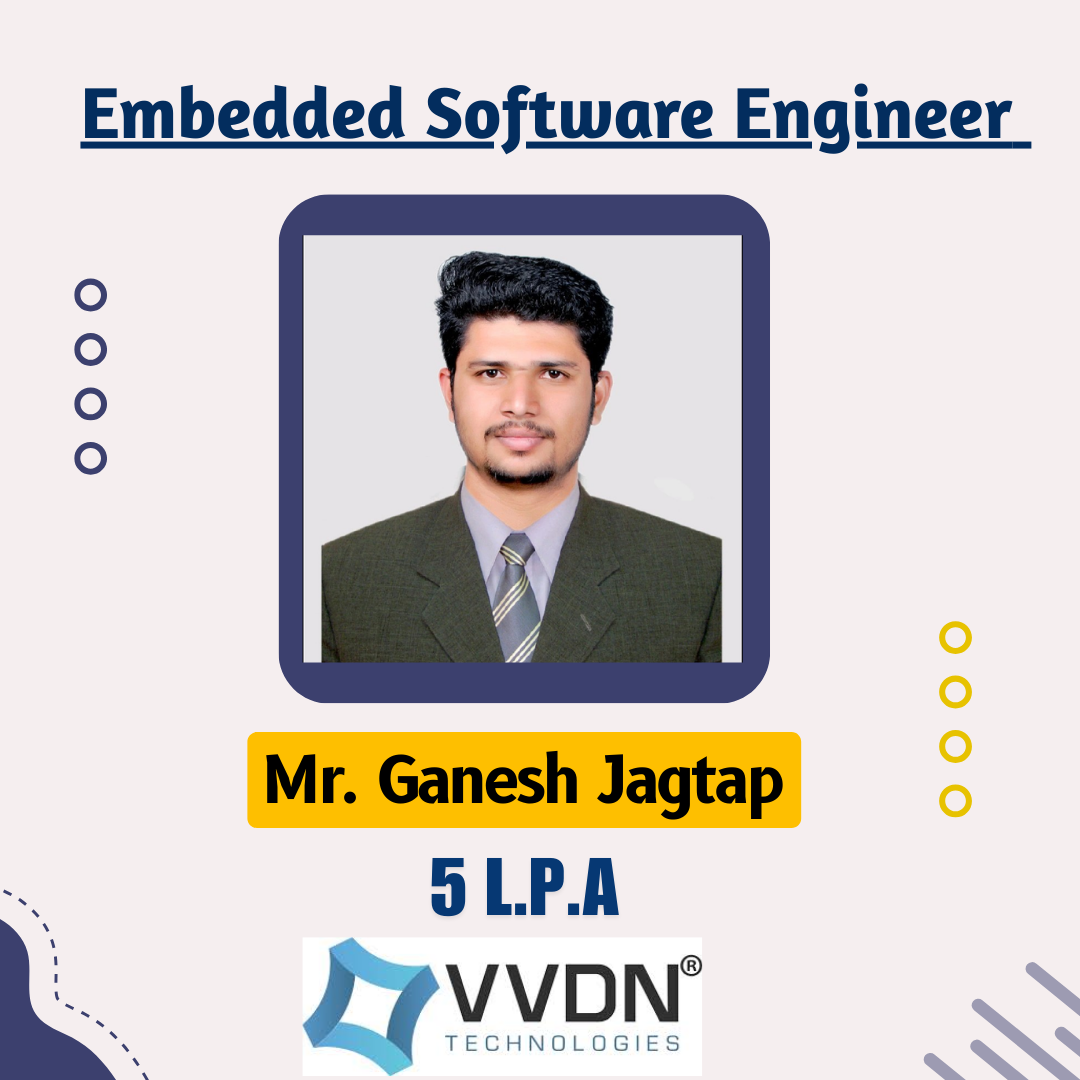 Embedded Software Engineer
Mr. Ganesh Jagtap
5 L.P.A
VVDN®
TECHNOLOGIES